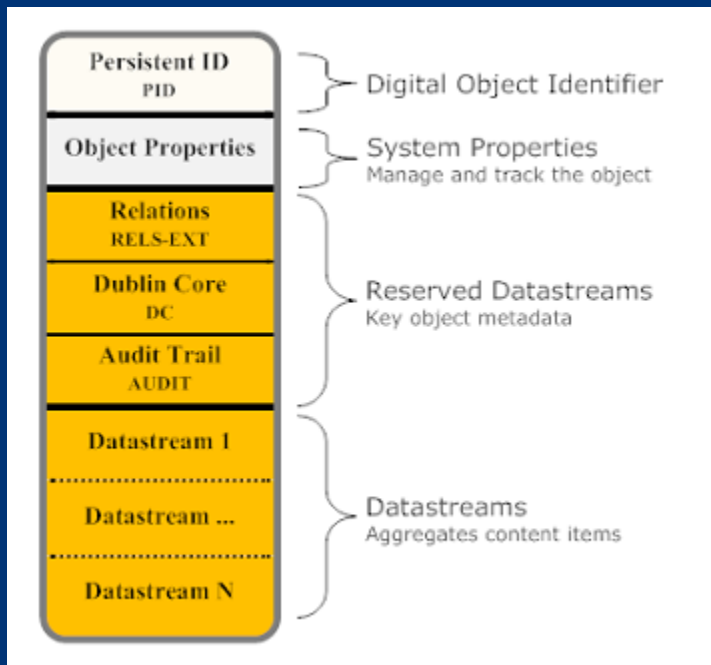 Persistent ID
PID
Digital Object Identifier
Object Properties
System Properties
Manage and track the object
Relations
RELS-EXT
Dublin Core
DC
Audit Trail
AUDIT
Reserved Datastreams
Key object metadata
Datastream 1
Datastream ...
Datastream N
Datastreams
Aggregates content items